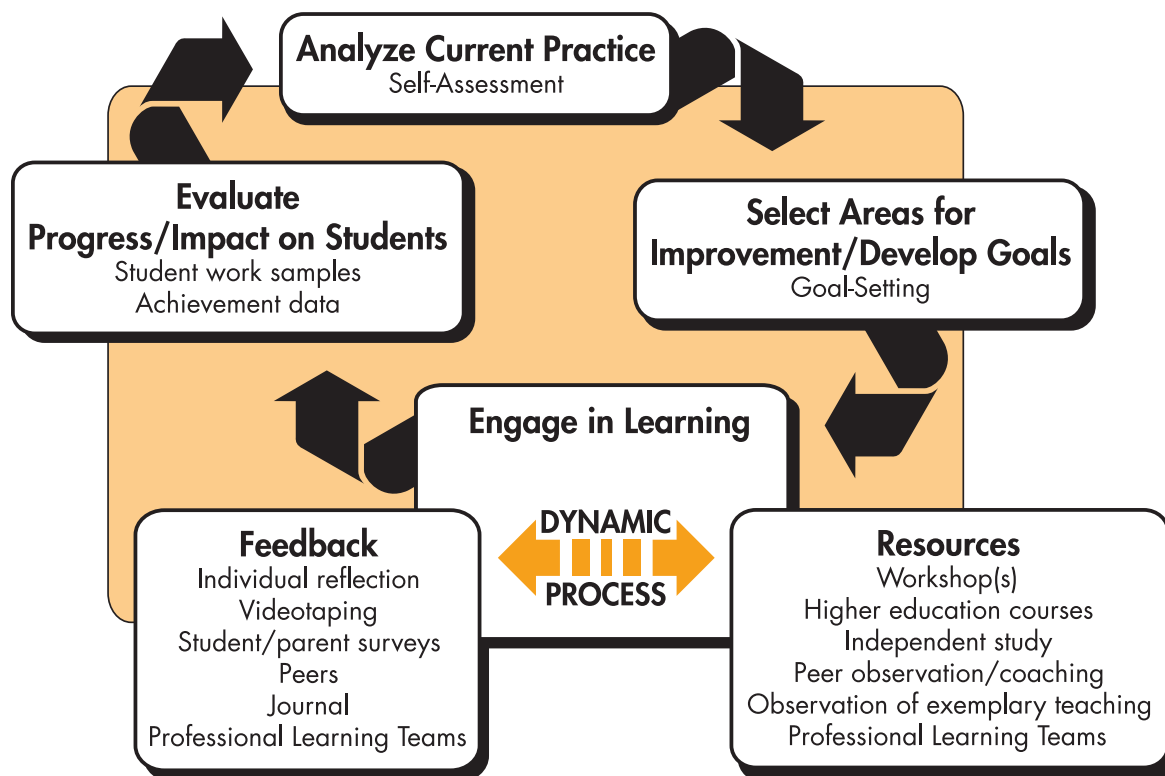 Analyze Current Practice
Self-Assessment
Evaluate
Progress/Impact on Students
Student work samples
Achievement data
Select Areas for
Improvement/Develop Goals
Goal-Setting
Engage in Learning
DYNAMIC
PROCESS
Feedback
Individual reflection
Videotaping
Student/parent surveys
Peers
Journal
Professional Learning Teams
Resources
Workshop(s)
Higher education courses
Independent study
Peer observation/coaching
Observation of exemplary teaching
Professional Learning Teams